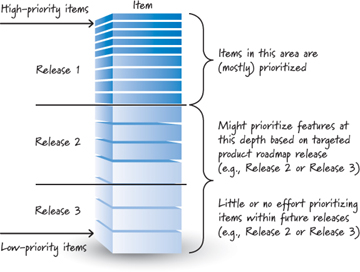 High-priority items
Item
Release 1
Items in this area are
(mostly) prioritized
Release 2
Might prioritize features at
this depth based on targeted
product roadmap release
(e.g., Release 2 or Release 3)
Release 3
Little or no effort prioritizing
items within future releases
(e.g., Release 2 or Release 3)
Low-priority items